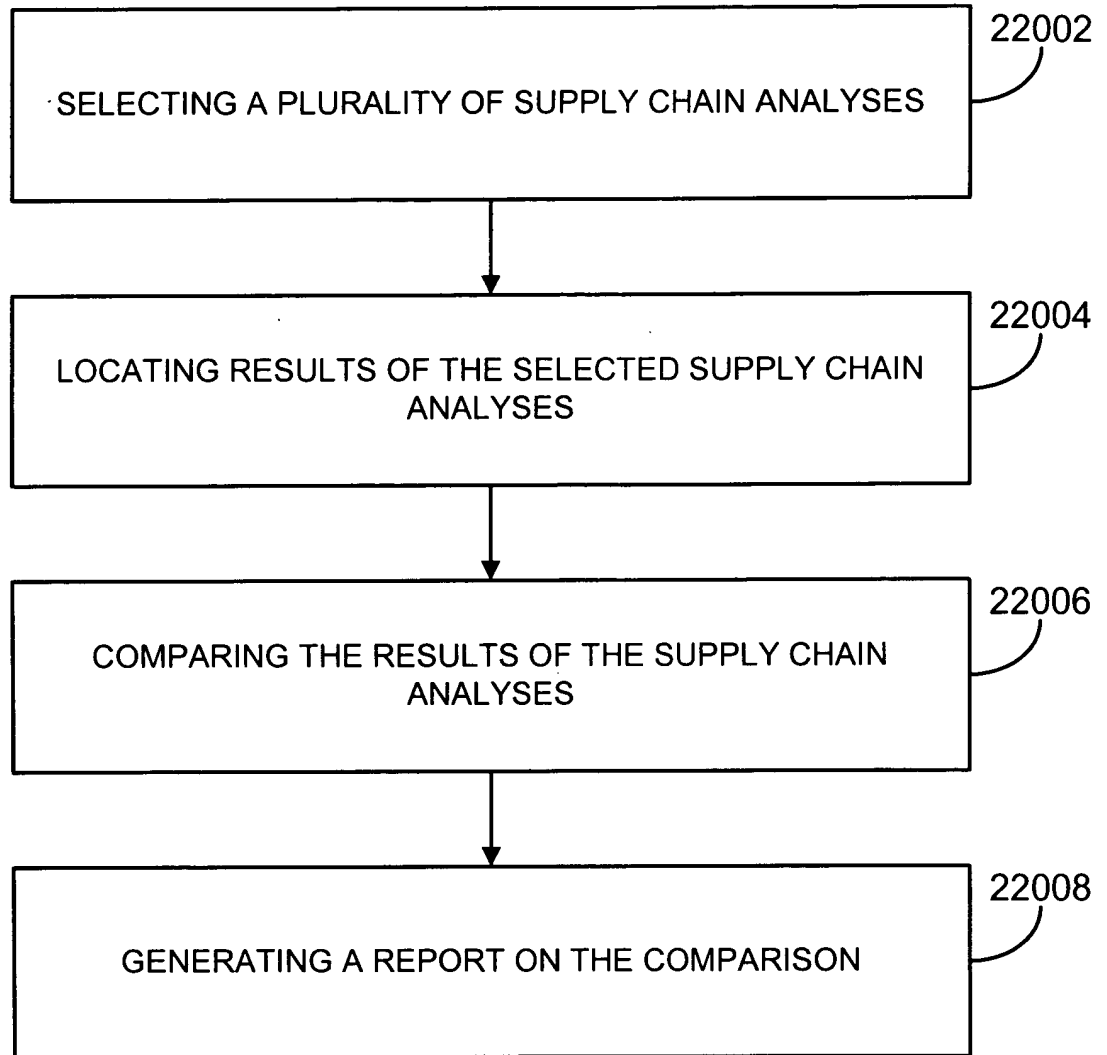 22002
SELECTING A PLURALITY OF SUPPLY CHAIN ANALYSES
22004
LOCATING RESULTS OF THE SELECTED SUPPLY CHAIN
ANALYSES
22006
COMPARING THE RESULTS OF THE SUPPLY CHAIN
ANALYSES
22008
GENERATING A REPORT ON THE COMPARISON